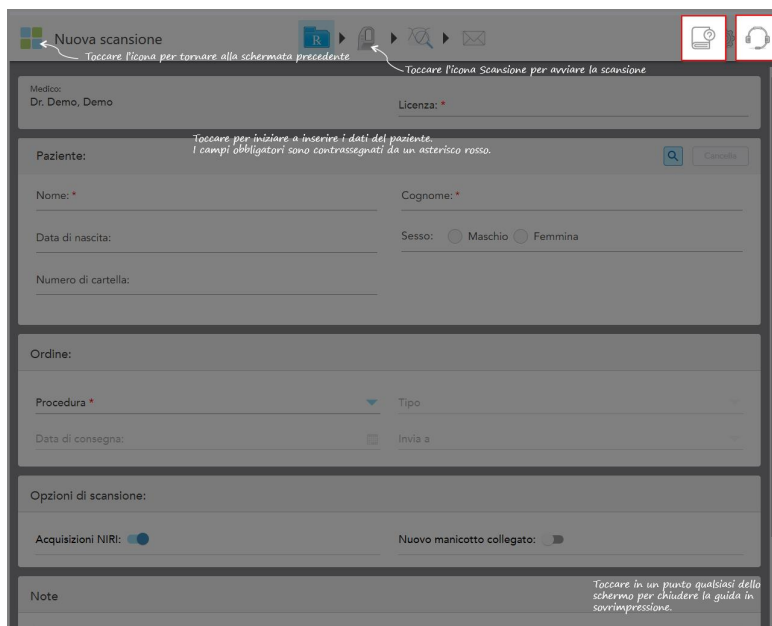 Nuova scansione
R
Toccare l'icona per tornare alla schermata precedente
Toccare l'icona Scansione per avviare la scansione
Medico:
Dr. Demo, Demo
Licenza: *
Toccare per iniziare a inserire i dati del paziente.
I campi obbligatori sono contrassegnati da un asterisco rosso.
Paziente:
Cancella
Nome: *
Cognome: *
Data di nascita:
Sesso: Maschio Femmina
Numero di cartella:
Ordine:
Procedura *
Tipo
Data di consegna:
Invia a
Opzioni di scansione:
Acquisizioni NIRI:
Nuovo manicotto collegato:
Note
Toccare in un punto qualsiasi dello
schermo per chiudere la guida in
sovrimpressione.